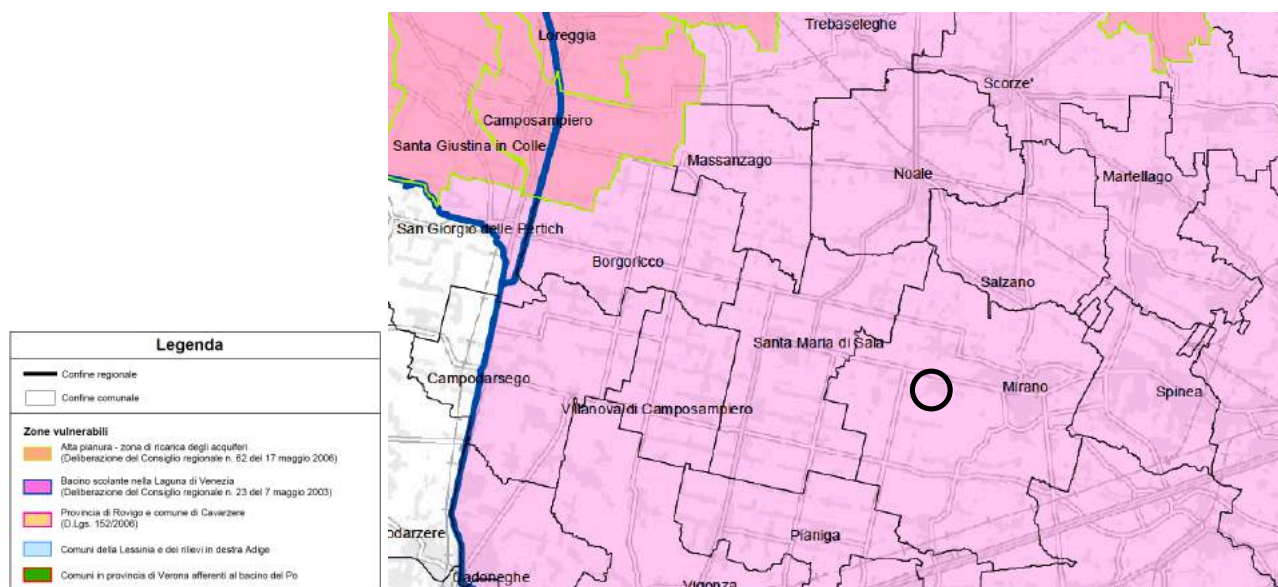 Legenda
Confine regionale
Confine comunale
Zone vulnerabili
Alta pianura - zona di ricarica degli acquiferi
(Deliberazione del Consiglio regionale n. 62 del 17 maggio 2006)
Bacino scolante nella Laguna di Venezia
(Deliberazione del Consiglio regionale n. 23 del 7 maggio 2003)
Provincia di Rovigo e comune di Cavarzere
(D.Lgs. 152/2006)
Comuni della Lessinia e dei rilievi in destra Adige
Comuni in provincia di Verona afferenti al bacino del Po
Trebaseleghe
Loreggia
Scorze'
Camposampiero
Santa Giustina in Colle
Massanzago
Noale
Martellago
San Giorgio delle Pertich
Borgoricco
Salzano
Santa Maria di Sala
Campodarsego
Mirano
Spinea
Villanova di Camposampiero
Pianiga
odarzere
Cadoneghe
Vigonza